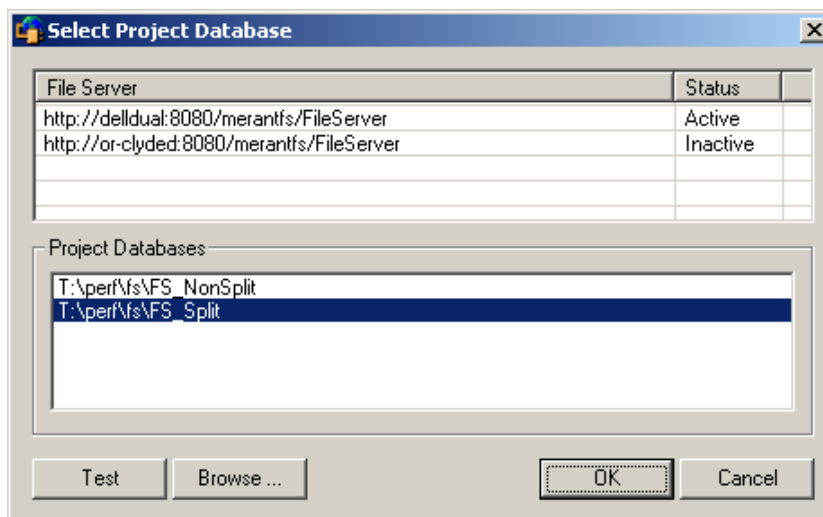 Select Project Database
File Server Status
http://delldual:8080/merantfs/FileServer Active
http://or-clyded:8080/merantfs/FileServer Inactive
Project Databases
T:\perf\fs\FS_NonSplit
T:\perf\fs\FS_Split
Test Browse ... OK Cancel